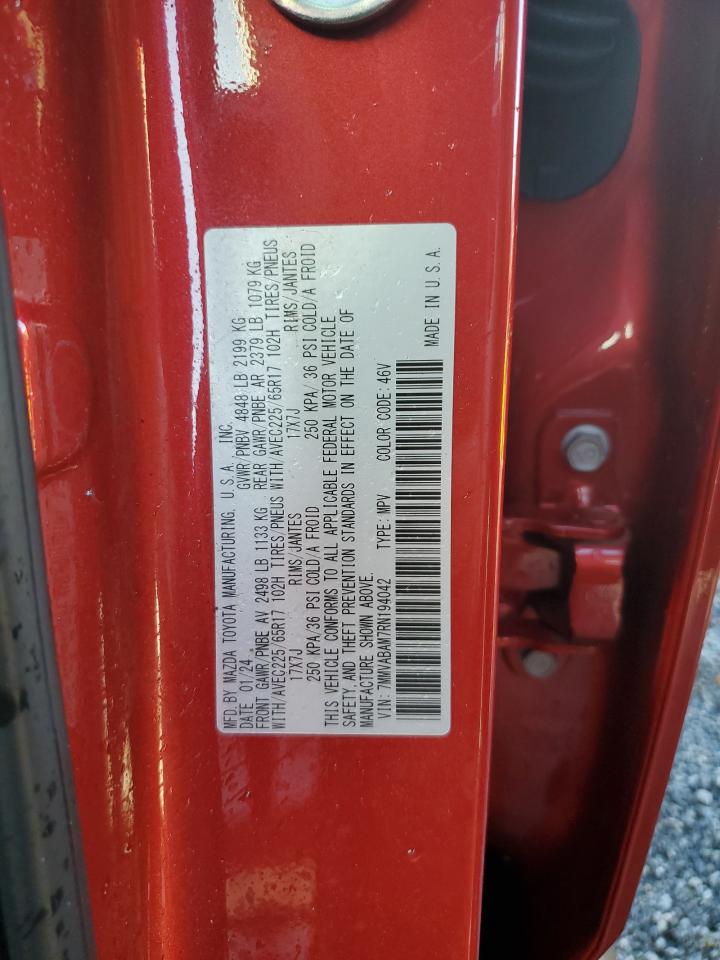 MFD. BY MAZDA TOYOTA MANUFACTURING, U.S.A. INC.
DATE 01/24 GVWR/PNBV 4848 LB 2199 KG
FRONT GAWR/PNBE AV 2498 LB 1133 KG REAR GAWR/PNBE AR 2379 LB 1079 KG
WITH/AVEC225/65R17 102H TIRES/PNEUS WITH/AVEC225/65R17 102H TIRES/PNEUS
17X7J RIMS/JANTES 17X7J RIMS/JANTES
250 KPA/ 36 PSI COLD/A FROID 250 KPA/ 36 PSI COLD/A FROID
THIS VEHICLE CONFORMS TO ALL APPLICABLE FEDERAL MOTOR VEHICLE
SAFETY, AND THEFT PREVENTION STANDARDS IN EFFECT ON THE DATE OF
MANUFACTURE SHOWN ABOVE.
VIN: 7MMVABAM7RN194042 TYPE: MPV COLOR CODE: 46V
MADE IN U.S.A.